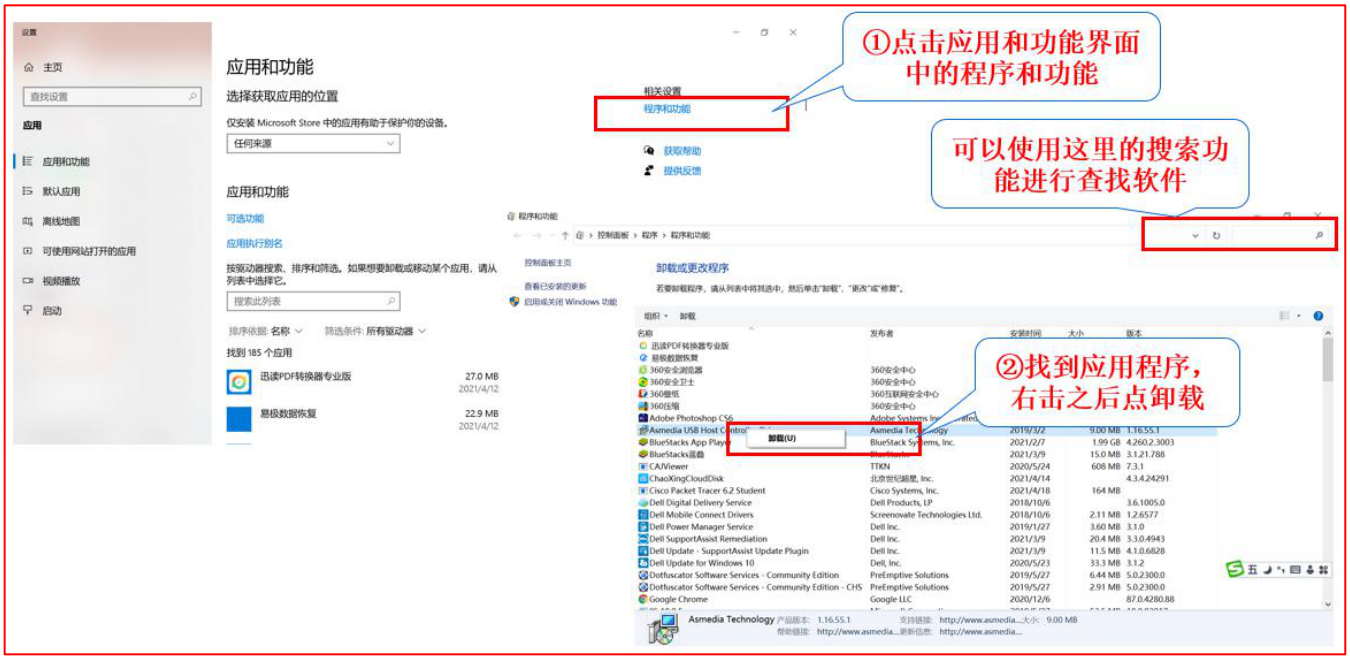 设置
主页
查找设置
应用
应用和功能
默认应用
离线地图
可使用网站打开的应用
视频播放
启动
应用和功能
选择获取应用的位置
仅安装 Microsoft Store 中的应用有助于保护你的设备。
任何来源
应用和功能
可选功能
应用执行别名
按驱动器搜索、排序和筛选。如果想要卸载或移动某个应用，请从
列表中选择它。
搜索此列表
排序依据: 名称 筛选条件: 所有驱动器
找到 185 个应用
迅读PDF转换器专业版 27.0 MB
2021/4/12
易极数据恢复 22.9 MB
2021/4/12
相关设置
程序和功能
获取帮助
提供反馈
①点击应用和功能界面
中的程序和功能
可以使用这里的搜索功
能进行查找软件
程序和功能
控制面板 > 程序 > 程序和功能
控制面板主页
查看已安装的更新
启用或关闭 Windows 功能
卸载或更改程序
若要卸载程序，请从列表中将其选中，然后单击"卸载"、"更改"或"修复"。
组织 卸载
名称 发布者 安装时间 大小 版本
迅读PDF转换器专业版
易极数据恢复
360安全浏览器 360安全中心
360安全卫士 360安全中心
360壁纸 360互联网安全中心
360压缩 360安全中心
Adobe Photoshop CS6 Adobe Systems
Asmedia USB Host Asmedia Technology 2019/3/2 9.00 MB 1.16.55.1
BlueStacks App Player BlueStack Systems, Inc. 2021/2/7 1.99 GB 4.260.2.3003
BlueStacks蓝叠 BlueStacks 2021/3/9 15.0 MB 3.1.21.788
CAJViewer TTKN 2020/5/24 608 MB 7.3.1
ChaoXingCloudDisk 北京世纪超星, Inc. 2021/4/14 4.3.4.24291
Cisco Packet Tracer 6.2 Student Cisco Systems, Inc. 2021/4/18 164 MB
Dell Digital Delivery Service Dell Products, LP 2018/10/6 3.6.1005.0
Dell Mobile Connect Drivers Screenovate Technologies Ltd. 2018/10/6 2.11 MB 1.2.6577
Dell Power Manager Service Dell Inc. 2019/1/27 3.60 MB 3.1.0
Dell SupportAssist Remediation Dell Inc. 2021/3/9 20.4 MB 3.3.0.4943
Dell Update - SupportAssist Update Plugin Dell Inc. 2021/3/9 11.5 MB 4.1.0.6828
Dell Update for Windows 10 Dell, Inc. 2020/5/23 33.3 MB 3.1.2
Dotfuscator Software Services - Community Edition PreEmptive Solutions 2019/5/27 6.44 MB 5.0.2300.0
Dotfuscator Software Services - Community Edition - CHS PreEmptive Solutions 2019/5/27 2.91 MB 5.0.2300.0
Google Chrome Google LLC 2020/12/6 87.0.4280.88
卸载(U)
②找到应用程序，
右击之后点卸载
五
Asmedia Technology 产品版本: 1.16.55.1 支持链接: http://www.asmedia... 大小: 9.00 MB
帮助链接: http://www.asmedia... 更新信息: http://www.asmedia...